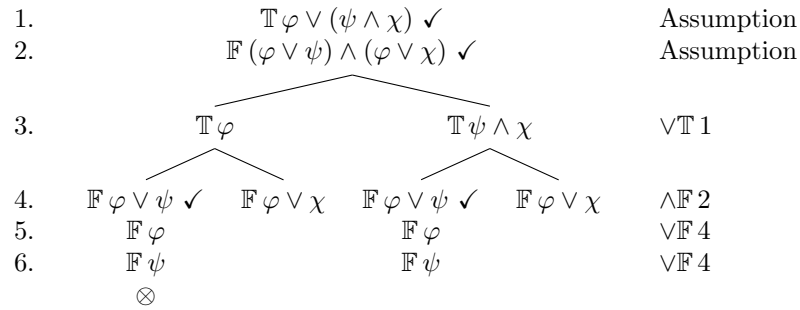 1. 𝕋 φ ∨ (ψ ∧ χ) ✓ Assumption
2. 𝔽 (φ ∨ ψ) ∧ (φ ∨ χ) ✓ Assumption
3. 𝕋 φ 𝕋 ψ ∧ χ ∨𝕋 1
4. 𝔽 φ ∨ ψ ✓ 𝔽 φ ∨ χ 𝔽 φ ∨ ψ ✓ 𝔽 φ ∨ χ ∧𝔽 2
5. 𝔽 φ 𝔽 φ ∨𝔽 4
6. 𝔽 ψ 𝔽 ψ ∨𝔽 4
⊗